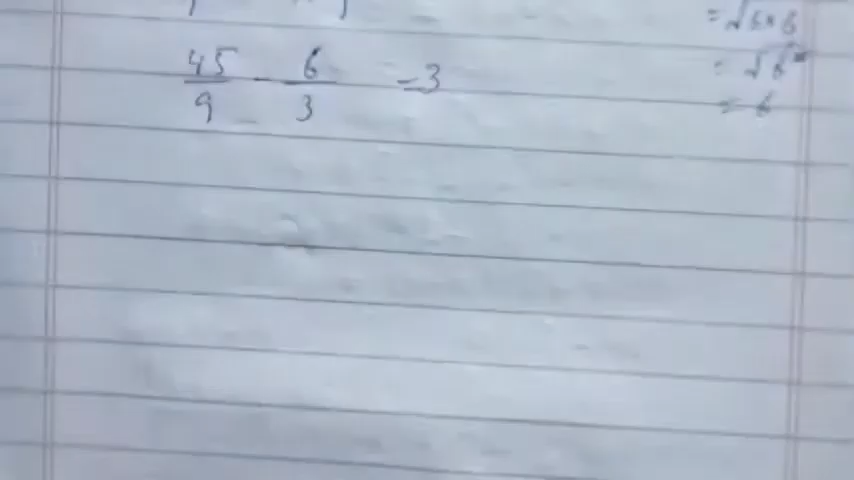 = √6×6
45/9 - 6/3 = 3
= √6²
= 6